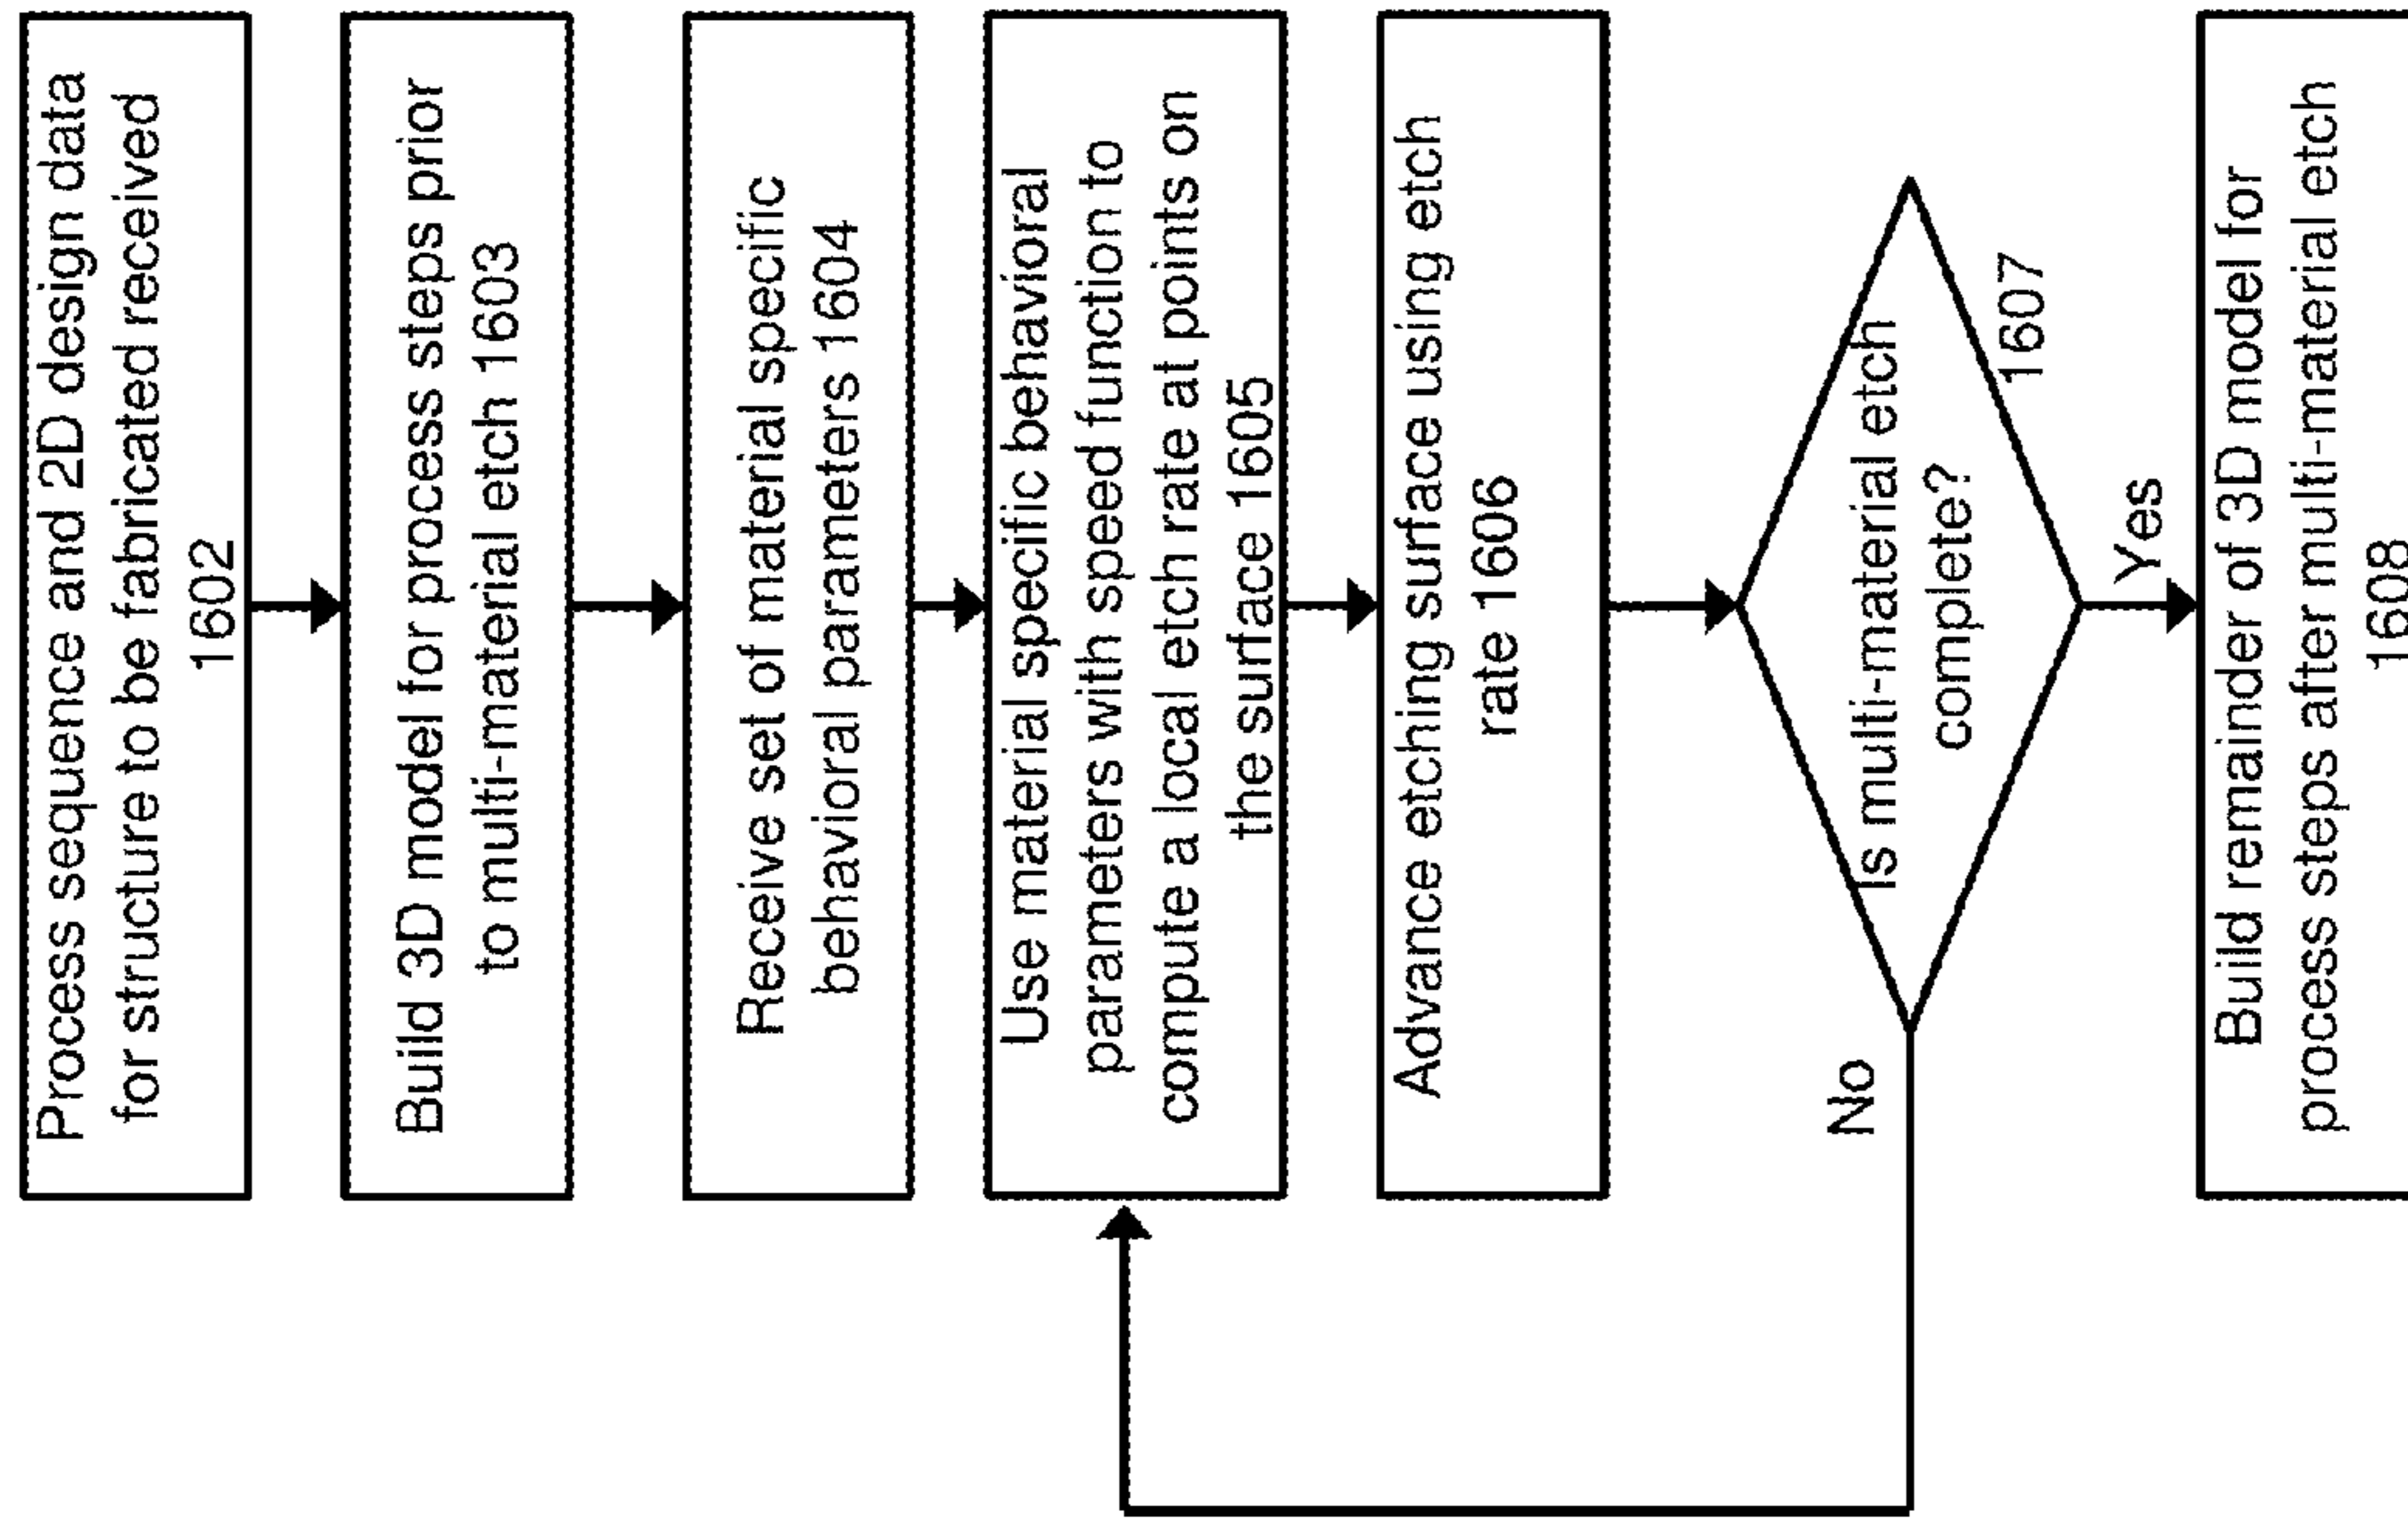 Process sequence and 2D design data
for structure to be fabricated received
1602
Build 3D model for process steps prior
to multi-material etch 1603
Receive set of material specific
behavioral parameters 1604
Use material specific behavioral
parameters with speed function to
compute a local etch rate at points on
the surface 1605
Advance etching surface using etch
rate 1606
Is multi-material etch
complete?
1607
No
Yes
Build remainder of 3D model for
process steps after multi-material etch
1608